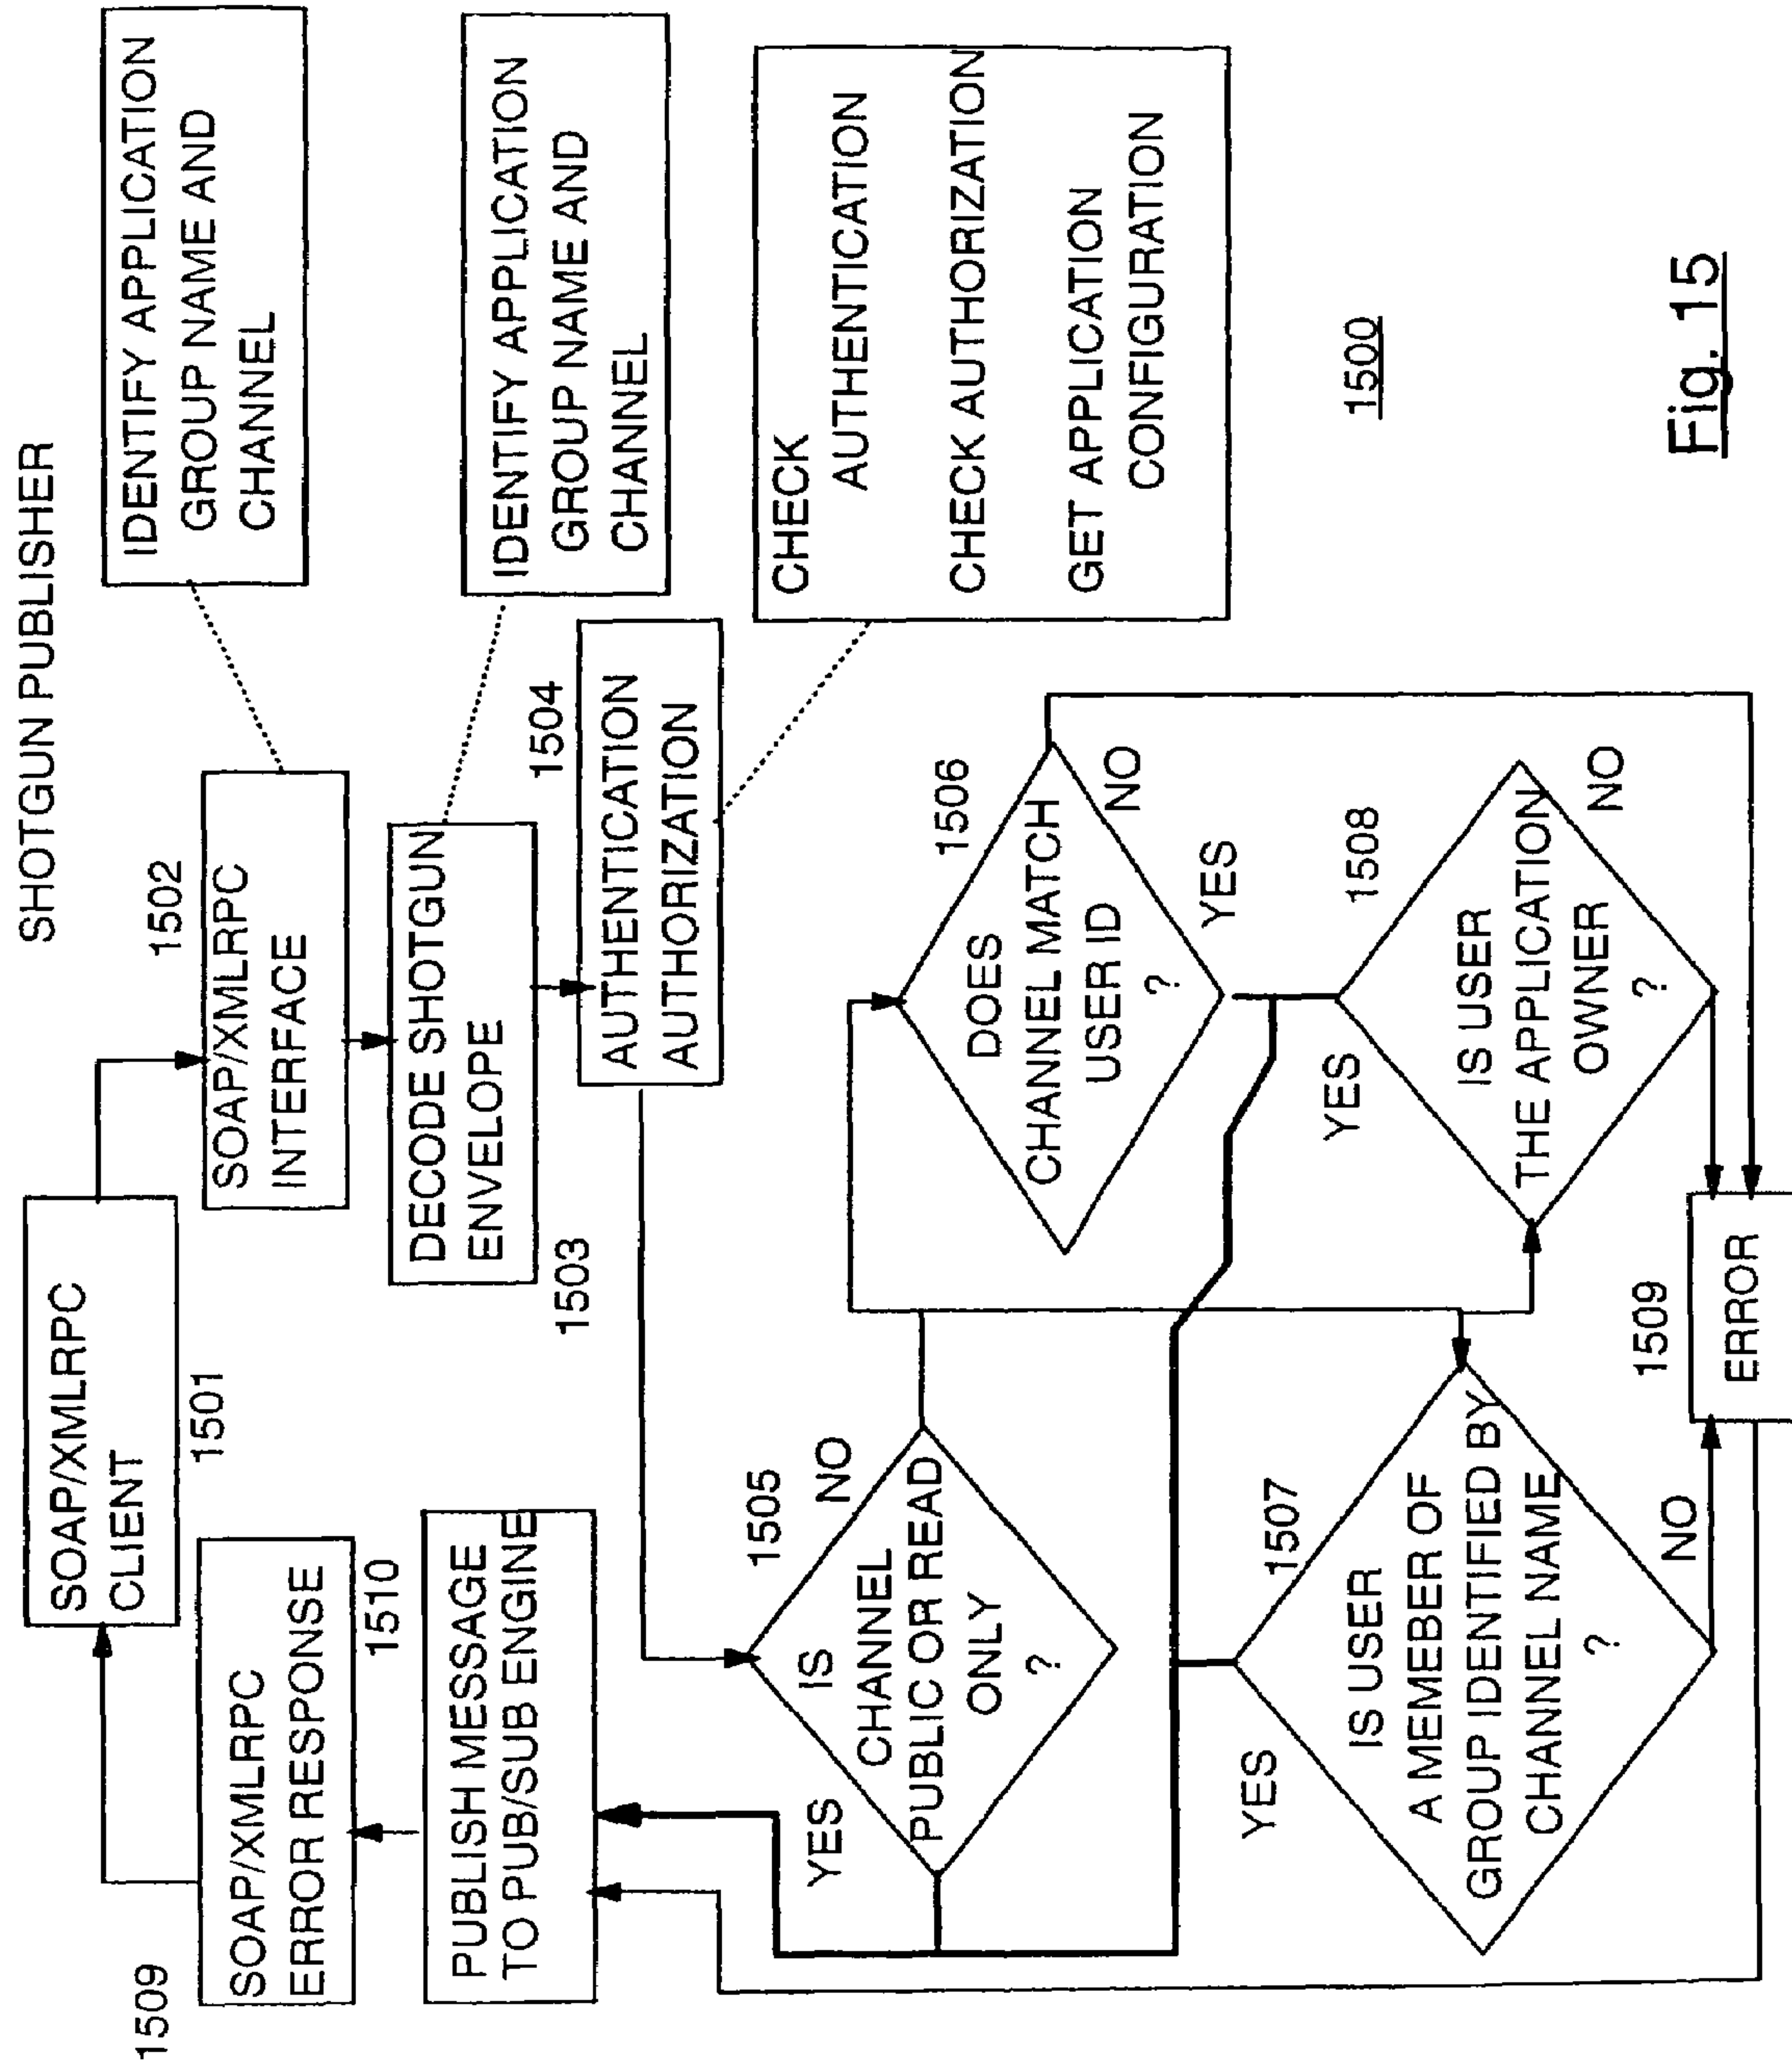 SHOTGUN PUBLISHER
SOAP/XMLRPC
CLIENT
1501
1502
SOAP/XMLRPC
INTERFACE
IDENTIFY APPLICATION
GROUP NAME AND
CHANNEL
DECODE SHOTGUN
ENVELOPE
1503
IDENTIFY APPLICATION
GROUP NAME AND
CHANNEL
1504
AUTHENTICATION
AUTHORIZATION
CHECK
AUTHENTICATION
CHECK AUTHORIZATION
GET APPLICATION
CONFIGURATION
1509
SOAP/XMLRPC
ERROR RESPONSE
1510
PUBLISH MESSAGE
TO PUB/SUB ENGINE
1505
IS
CHANNEL
PUBLIC OR READ
ONLY
?
YES
NO
1506
DOES
CHANNEL MATCH
USER ID
?
NO
YES
1507
IS USER
A MEMEBER OF
GROUP IDENTIFIED BY
CHANNEL NAME
?
YES
NO
1508
IS USER
THE APPLICATION
OWNER
?
YES
NO
1509
ERROR
1500
Fig. 15